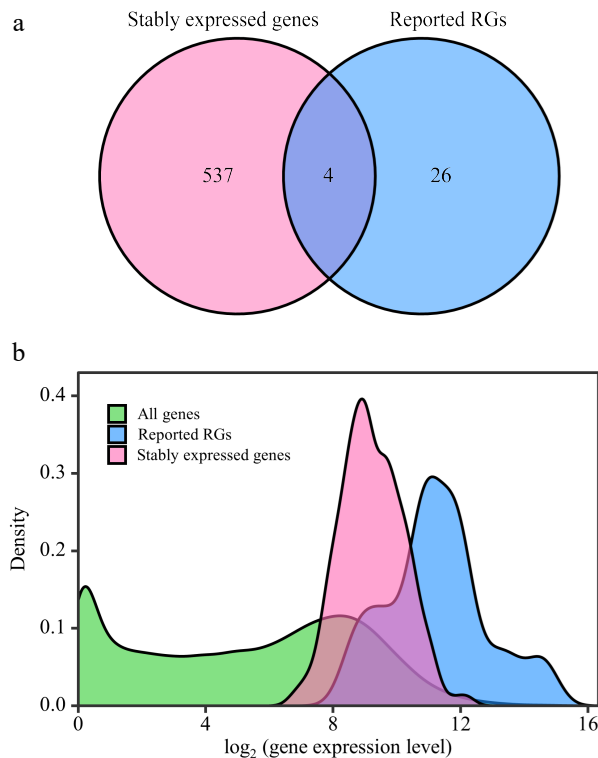 a
Stably expressed genes Reported RGs
537 4 26
b
0.4
0.3
0.2
0.1
0.0
Density
All genes
Reported RGs
Stably expressed genes
0 4 8 12 16
log₂ (gene expression level)